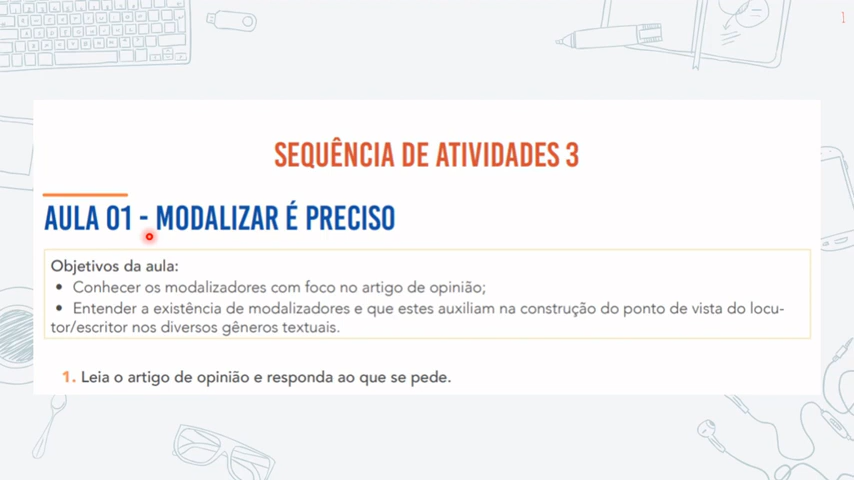 1
SEQUÊNCIA DE ATIVIDADES 3
AULA 01 - MODALIZAR É PRECISO
Objetivos da aula:
• Conhecer os modalizadores com foco no artigo de opinião;
• Entender a existência de modalizadores e que estes auxiliam na construção do ponto de vista do locu-
tor/escritor nos diversos gêneros textuais.
1. Leia o artigo de opinião e responda ao que se pede.